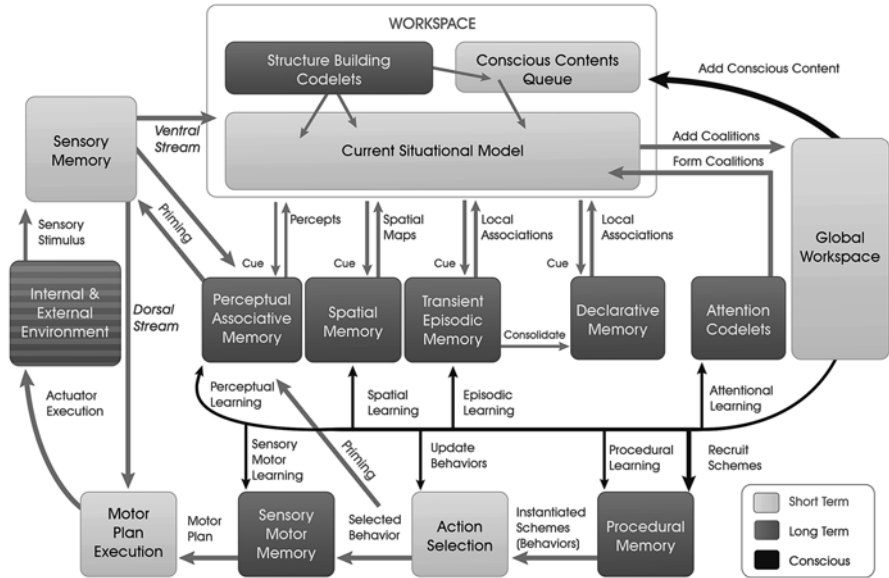 WORKSPACE
Structure Building
Codelets
Conscious Contents
Queue
Add Conscious Content
Sensory
Memory
Ventral
Stream
Current Situational Model
Add Coalitions
Form Coalitions
Global
Workspace
Sensory
Stimulus
Priming
Percepts
Spatial
Maps
Local
Associations
Local
Associations
Cue
Cue
Cue
Cue
Internal &
External
Environment
Dorsal
Stream
Perceptual
Associative
Memory
Spatial
Memory
Transient
Episodic
Memory
Consolidate
Declarative
Memory
Attention
Codelets
Actuator
Execution
Perceptual
Learning
Spatial
Learning
Episodic
Learning
Attentional
Learning
Sensory
Motor
Learning
Priming
Update
Behaviors
Procedural
Learning
Recruit
Schemes
Motor
Plan
Execution
Motor
Plan
Sensory
Motor
Memory
Selected
Behavior
Action
Selection
Instantiated
Schemes
(Behaviors)
Procedural
Memory
Short Term
Long Term
Conscious